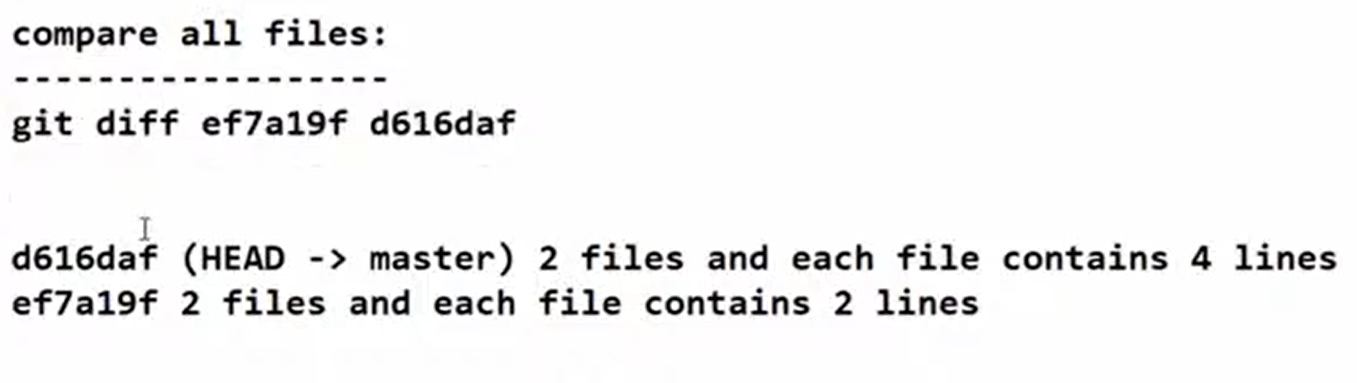 compare all files:
------------------
git diff ef7a19f d616daf
d616daf (HEAD -> master) 2 files and each file contains 4 lines
ef7a19f 2 files and each file contains 2 lines